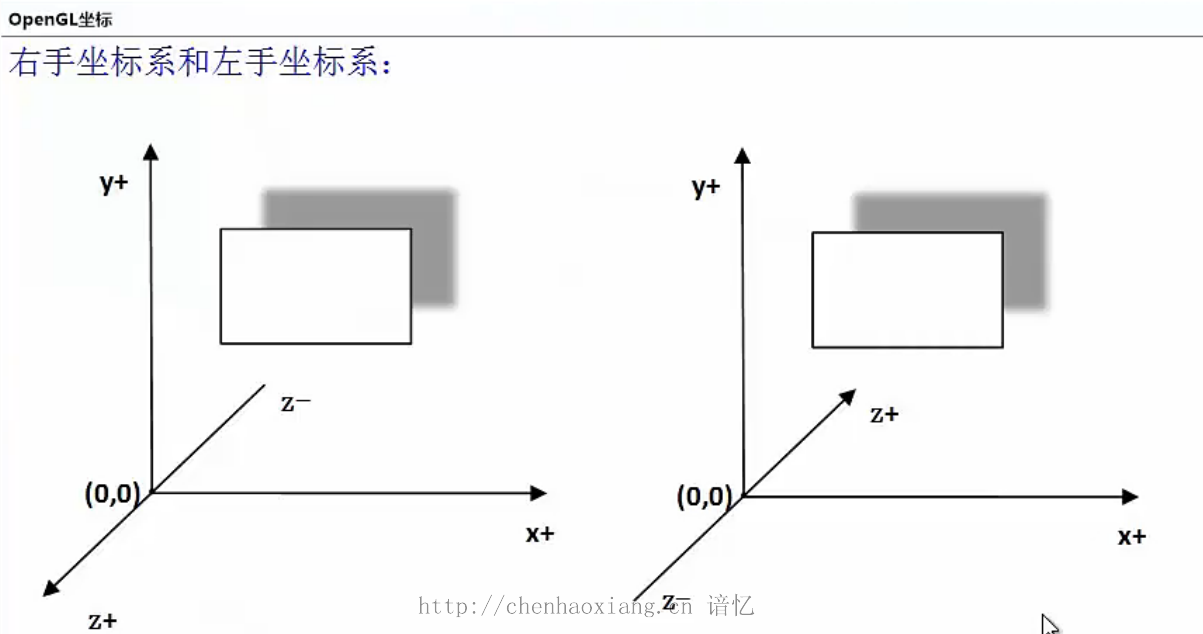 OpenGL坐标
右手坐标系和左手坐标系：
y+
z−
(0,0)
x+
z+
y+
z+
(0,0)
x+
z−
http://chenhaoxiang.cn 谙忆